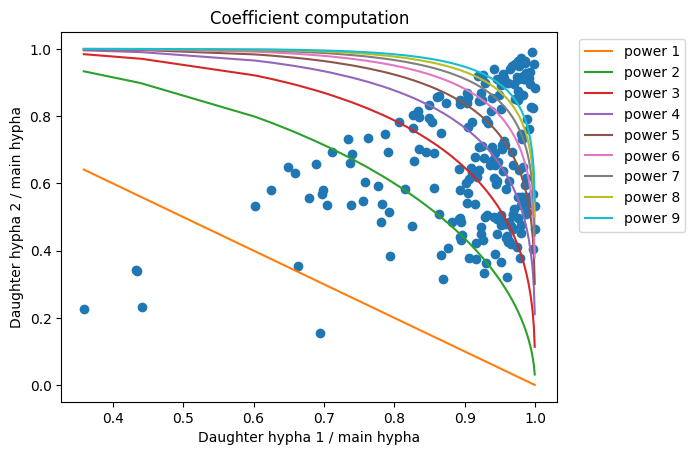 Coefficient computation
1.0
0.8
0.6
0.4
0.2
0.0
Daughter hypha 2 / main hypha
0.4
0.5
0.6
0.7
0.8
0.9
1.0
Daughter hypha 1 / main hypha
power 1
power 2
power 3
power 4
power 5
power 6
power 7
power 8
power 9